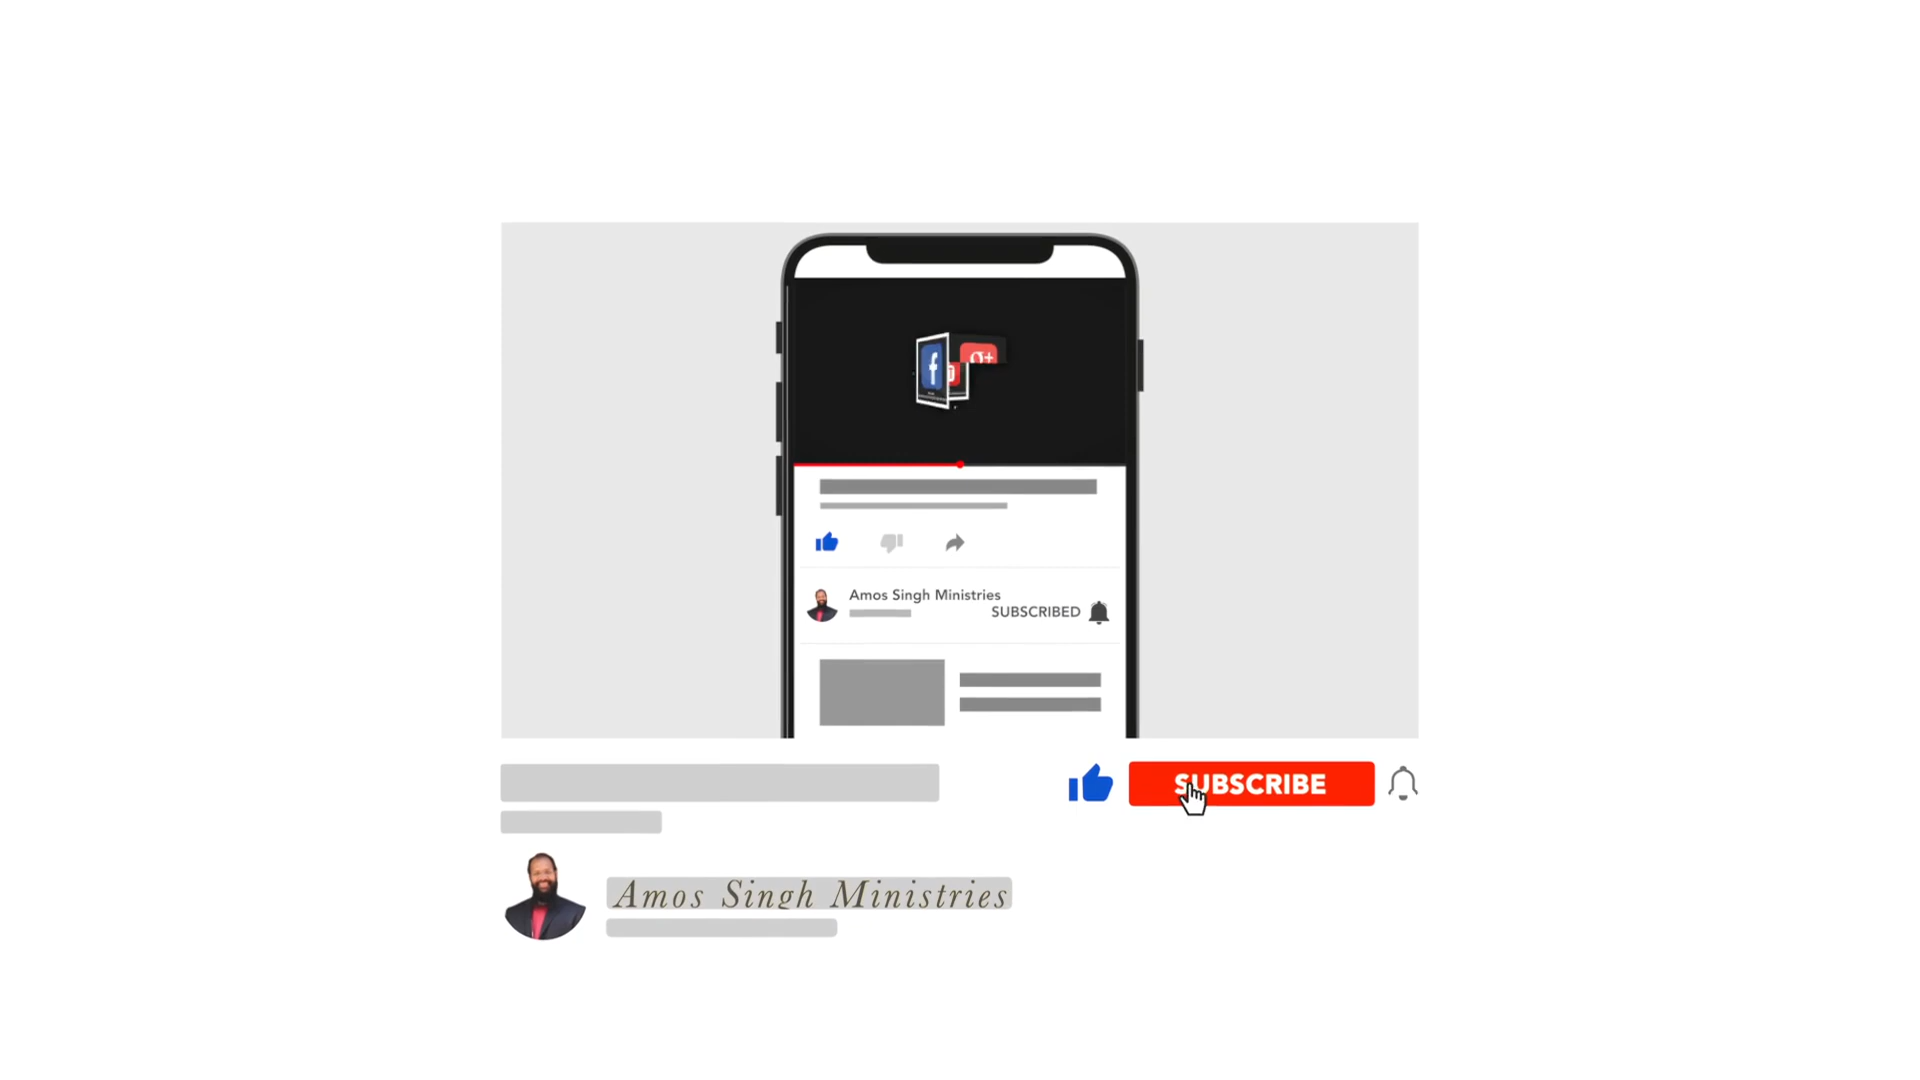 f
g+
Amos Singh Ministries
SUBSCRIBED
SUBSCRIBE
Amos Singh Ministries